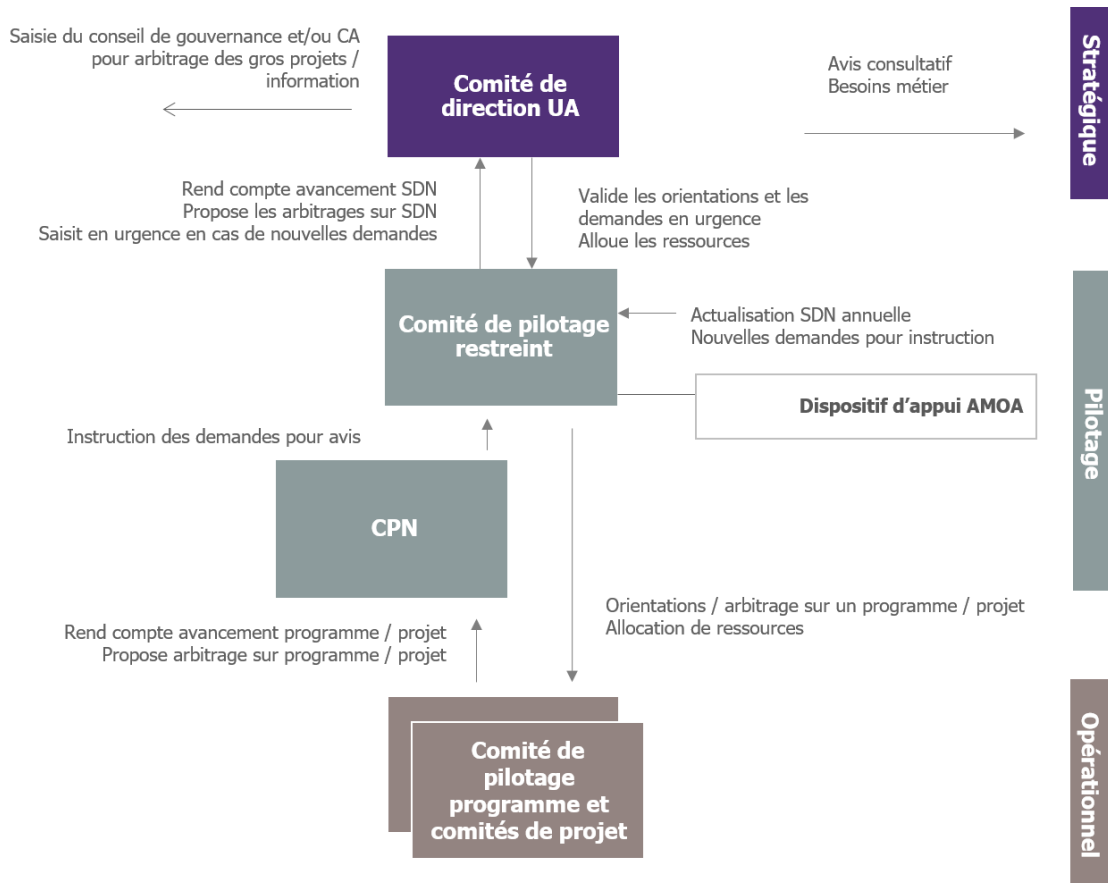 Saisie du conseil de gouvernance et/ou CA
pour arbitrage des gros projets /
information
Comité de
direction UA
Avis consultatif
Besoins métier
Stratégique
Rend compte avancement SDN
Propose les arbitrages sur SDN
Saisit en urgence en cas de nouvelles demandes
Valide les orientations et les
demandes en urgence
Alloue les ressources
Comité de pilotage
restreint
Actualisation SDN annuelle
Nouvelles demandes pour instruction
Dispositif d’appui AMOA
Pilotage
Instruction des demandes pour avis
CPN
Orientations / arbitrage sur un programme / projet
Allocation de ressources
Rend compte avancement programme / projet
Propose arbitrage sur programme / projet
Comité de
pilotage
programme et
comités de projet
Opérationnel